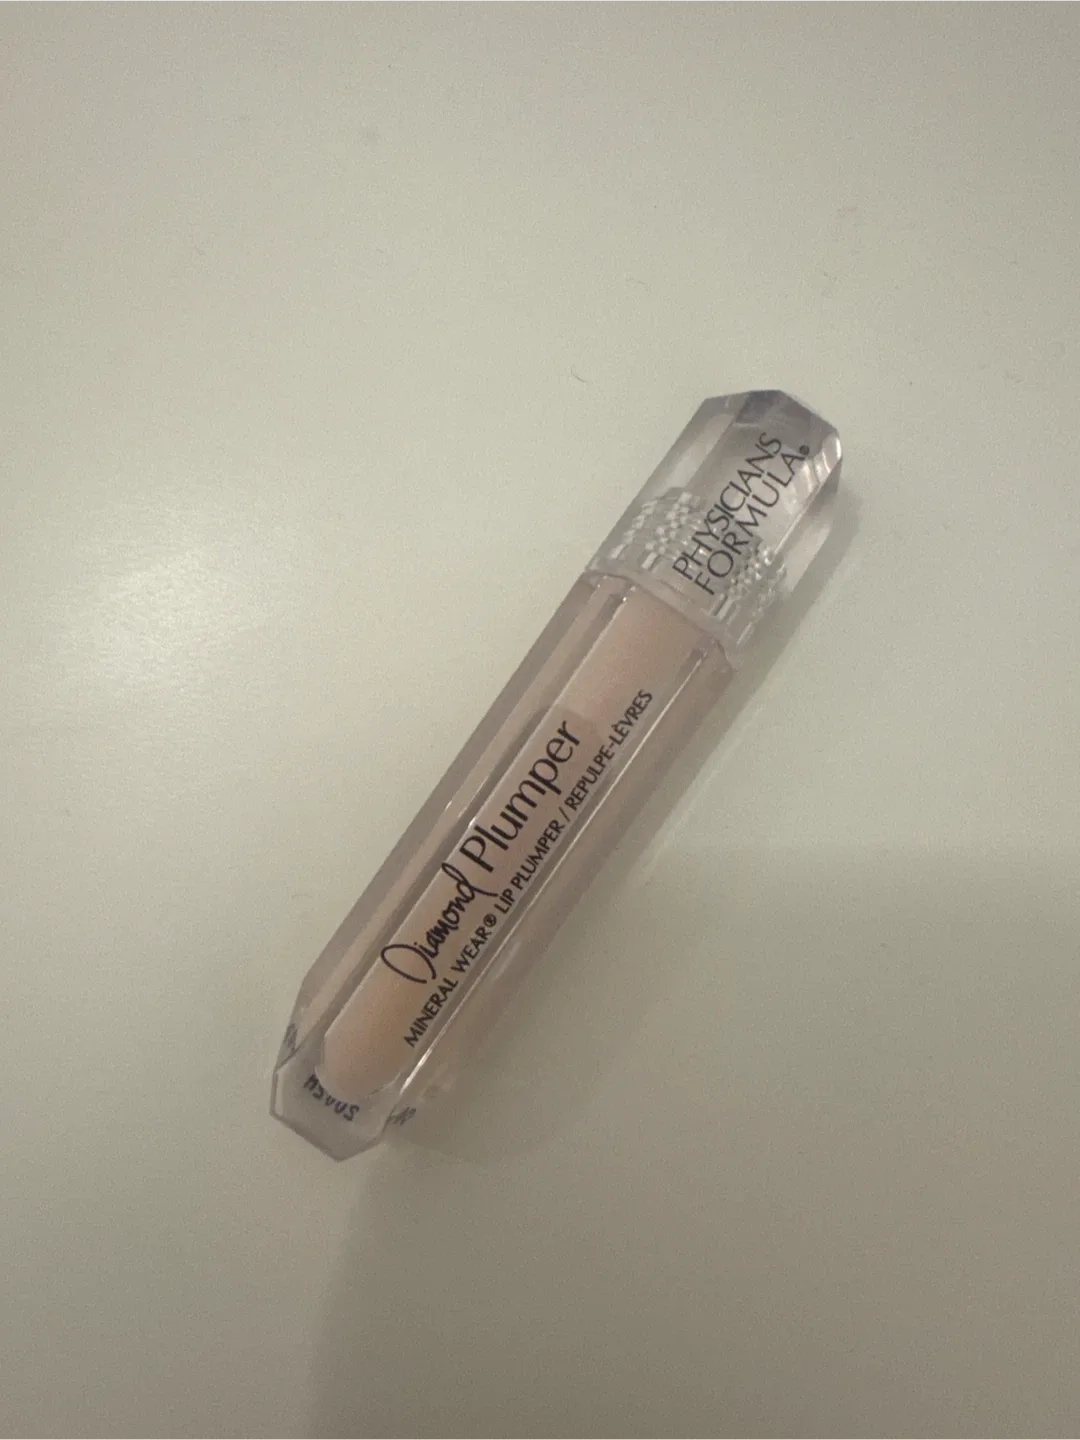 PHYSICIANS
FORMULA®
Diamond Plumper
MINERAL WEAR® LIP PLUMPER / REPULPE-LÈVRES